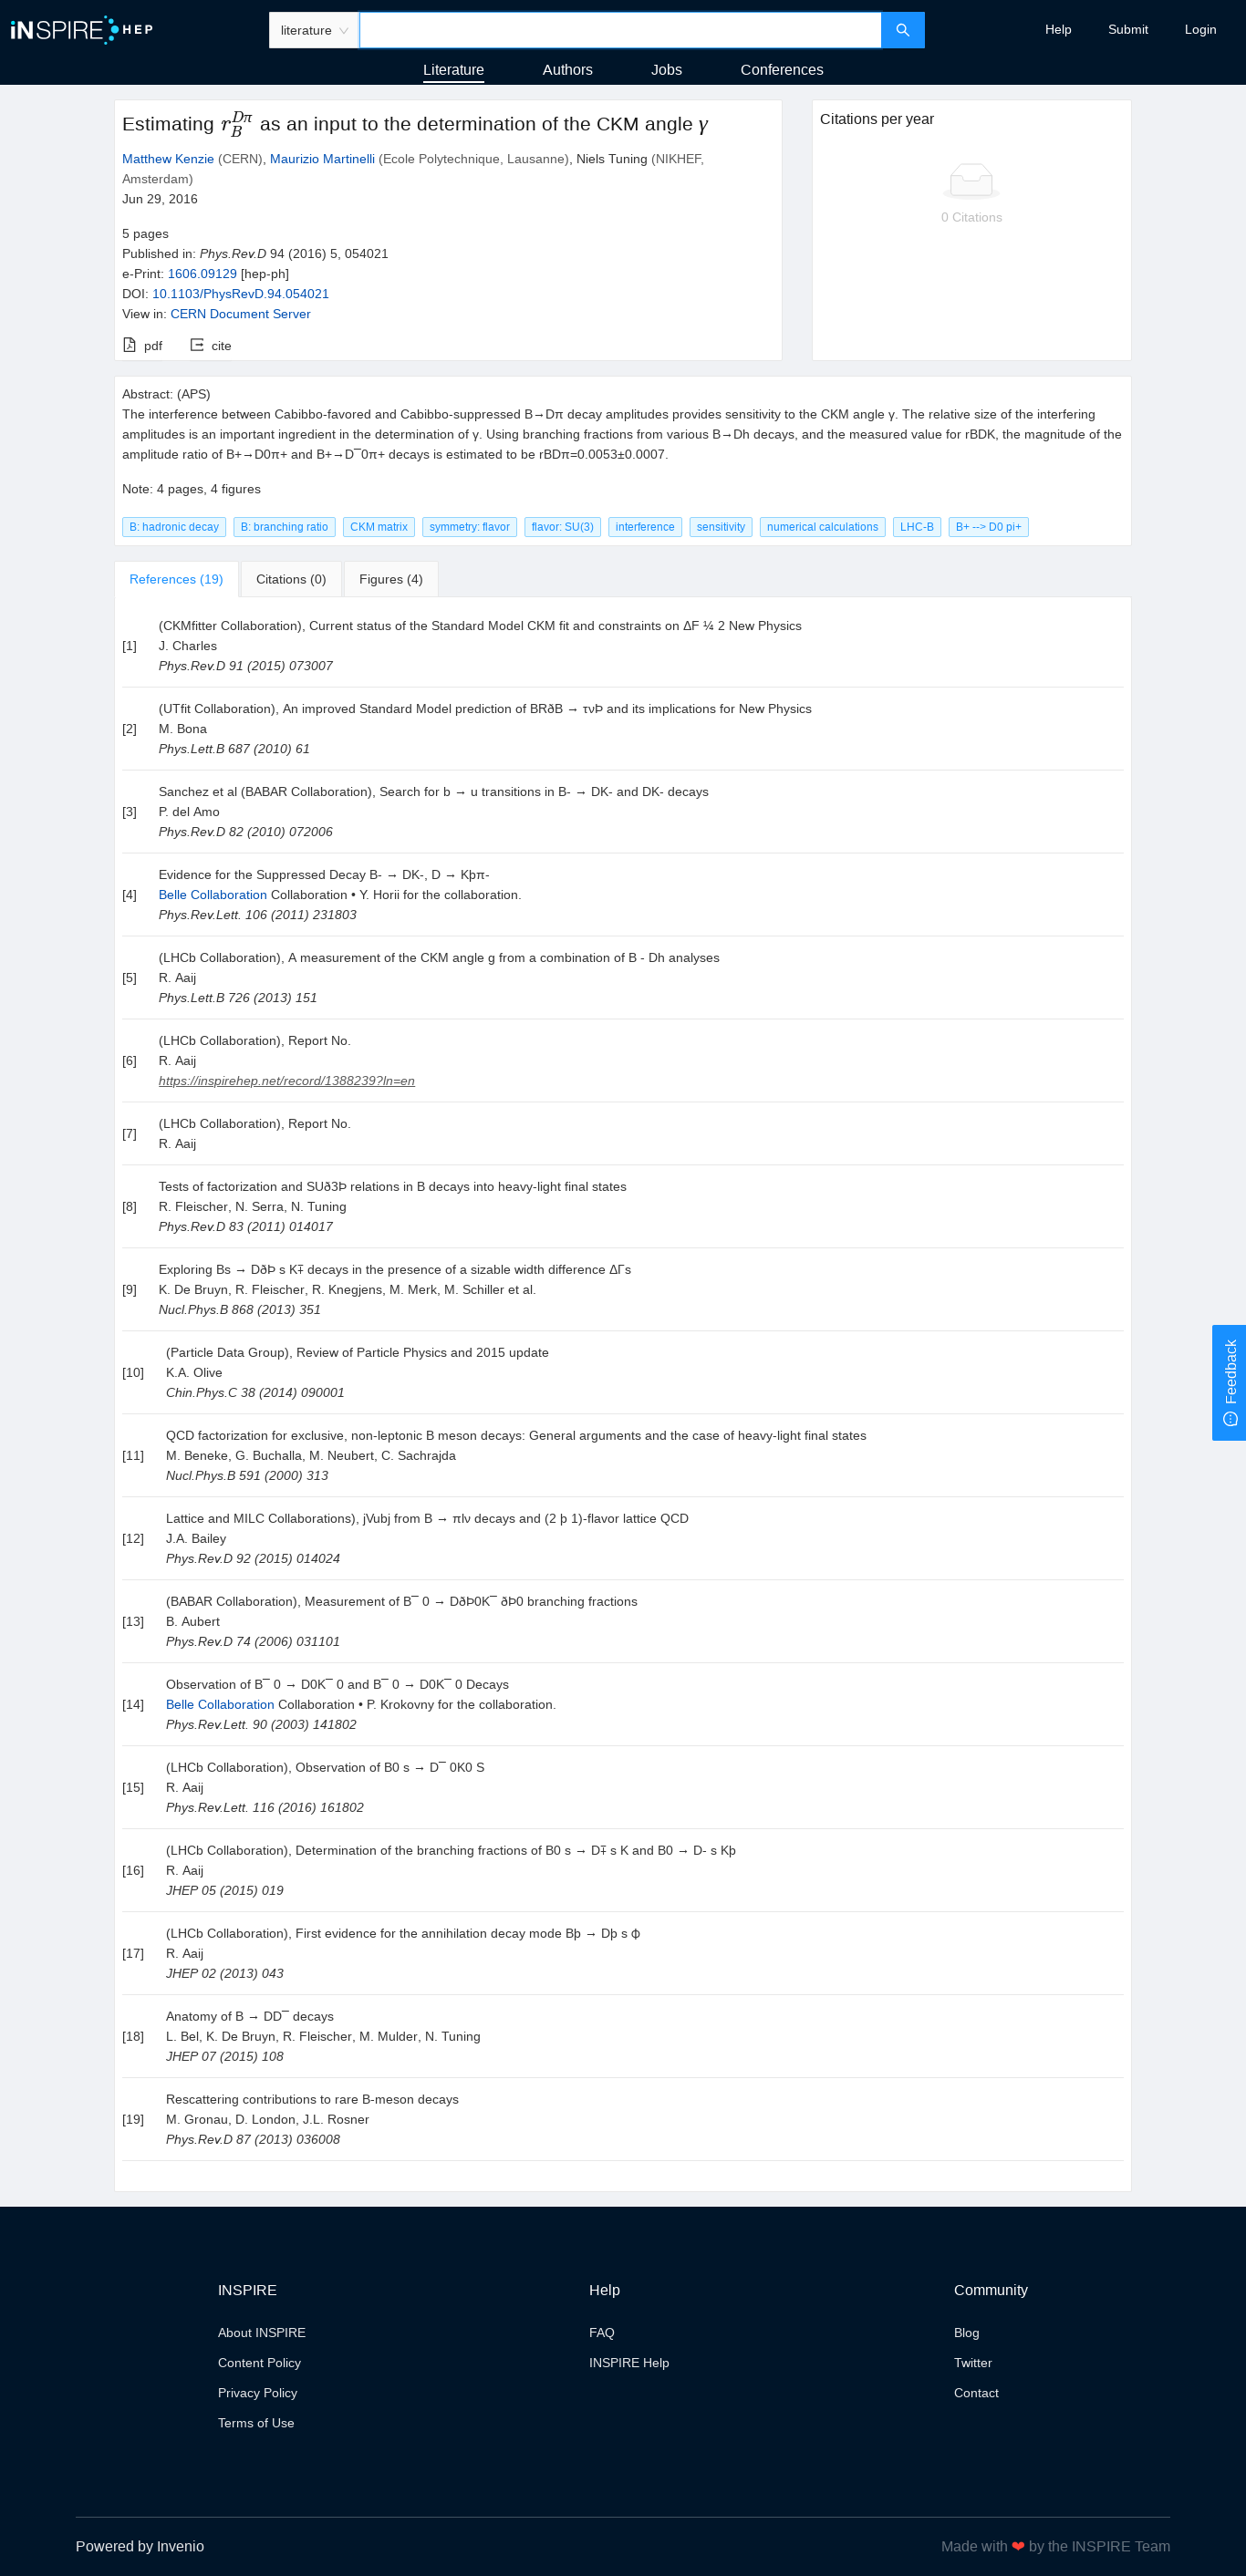 iNSPIRE HEP
literature
Help Submit Login
Literature Authors Jobs Conferences
Estimating r_B^{Dπ} as an input to the determination of the CKM angle γ
Matthew Kenzie (CERN), Maurizio Martinelli (Ecole Polytechnique, Lausanne), Niels Tuning (NIKHEF,
Amsterdam)
Jun 29, 2016
5 pages
Published in: Phys.Rev.D 94 (2016) 5, 054021
e-Print: 1606.09129 [hep-ph]
DOI: 10.1103/PhysRevD.94.054021
View in: CERN Document Server
pdf cite
Citations per year
0 Citations
Abstract: (APS)
The interference between Cabibbo-favored and Cabibbo-suppressed B→Dπ decay amplitudes provides sensitivity to the CKM angle γ. The relative size of the interfering
amplitudes is an important ingredient in the determination of γ. Using branching fractions from various B→Dh decays, and the measured value for rBDK, the magnitude of the
amplitude ratio of B+→D0π+ and B+→D¯0π+ decays is estimated to be rBDπ=0.0053±0.0007.
Note: 4 pages, 4 figures
B: hadronic decay B: branching ratio CKM matrix symmetry: flavor flavor: SU(3) interference sensitivity numerical calculations LHC-B B+ --> D0 pi+
References (19) Citations (0) Figures (4)
(CKMfitter Collaboration), Current status of the Standard Model CKM fit and constraints on ΔF ¼ 2 New Physics
[1] J. Charles
Phys.Rev.D 91 (2015) 073007
(UTfit Collaboration), An improved Standard Model prediction of BRðB → τνÞ and its implications for New Physics
[2] M. Bona
Phys.Lett.B 687 (2010) 61
Sanchez et al (BABAR Collaboration), Search for b → u transitions in B- → DK- and DK- decays
[3] P. del Amo
Phys.Rev.D 82 (2010) 072006
Evidence for the Suppressed Decay B- → DK-, D → Kþπ-
[4] Belle Collaboration Collaboration • Y. Horii for the collaboration.
Phys.Rev.Lett. 106 (2011) 231803
(LHCb Collaboration), A measurement of the CKM angle g from a combination of B - Dh analyses
[5] R. Aaij
Phys.Lett.B 726 (2013) 151
(LHCb Collaboration), Report No.
[6] R. Aaij
https://inspirehep.net/record/1388239?ln=en
(LHCb Collaboration), Report No.
[7] R. Aaij
Tests of factorization and SUð3Þ relations in B decays into heavy-light final states
[8] R. Fleischer, N. Serra, N. Tuning
Phys.Rev.D 83 (2011) 014017
Exploring Bs → DðÞ s K∓ decays in the presence of a sizable width difference ΔΓs
[9] K. De Bruyn, R. Fleischer, R. Knegjens, M. Merk, M. Schiller et al.
Nucl.Phys.B 868 (2013) 351
(Particle Data Group), Review of Particle Physics and 2015 update
[10] K.A. Olive
Chin.Phys.C 38 (2014) 090001
QCD factorization for exclusive, non-leptonic B meson decays: General arguments and the case of heavy-light final states
[11] M. Beneke, G. Buchalla, M. Neubert, C. Sachrajda
Nucl.Phys.B 591 (2000) 313
Lattice and MILC Collaborations), jVubj from B → πlν decays and (2 þ 1)-flavor lattice QCD
[12] J.A. Bailey
Phys.Rev.D 92 (2015) 014024
(BABAR Collaboration), Measurement of B¯ 0 → DðÞ0K¯ ðÞ0 branching fractions
[13] B. Aubert
Phys.Rev.D 74 (2006) 031101
Observation of B¯ 0 → D0K¯ 0 and B¯ 0 → D0K¯ 0 Decays
[14] Belle Collaboration Collaboration • P. Krokovny for the collaboration.
Phys.Rev.Lett. 90 (2003) 141802
(LHCb Collaboration), Observation of B0 s → D¯ 0K0 S
[15] R. Aaij
Phys.Rev.Lett. 116 (2016) 161802
(LHCb Collaboration), Determination of the branching fractions of B0 s → D∓ s K and B0 → D- s Kþ
[16] R. Aaij
JHEP 05 (2015) 019
(LHCb Collaboration), First evidence for the annihilation decay mode Bþ → Dþ s ϕ
[17] R. Aaij
JHEP 02 (2013) 043
Anatomy of B → DD¯ decays
[18] L. Bel, K. De Bruyn, R. Fleischer, M. Mulder, N. Tuning
JHEP 07 (2015) 108
Rescattering contributions to rare B-meson decays
[19] M. Gronau, D. London, J.L. Rosner
Phys.Rev.D 87 (2013) 036008
Feedback
INSPIRE Help Community
About INSPIRE FAQ Blog
Content Policy INSPIRE Help Twitter
Privacy Policy Contact
Terms of Use
Powered by Invenio Made with ❤ by the INSPIRE Team